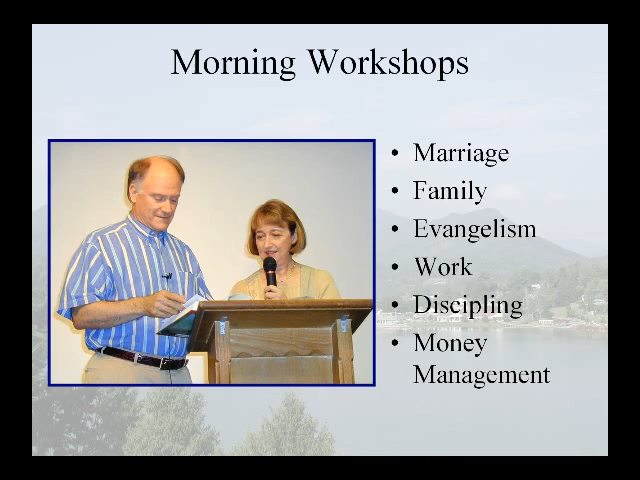 Morning Workshops
• Marriage
• Family
• Evangelism
• Work
• Discipling
• Money
Management